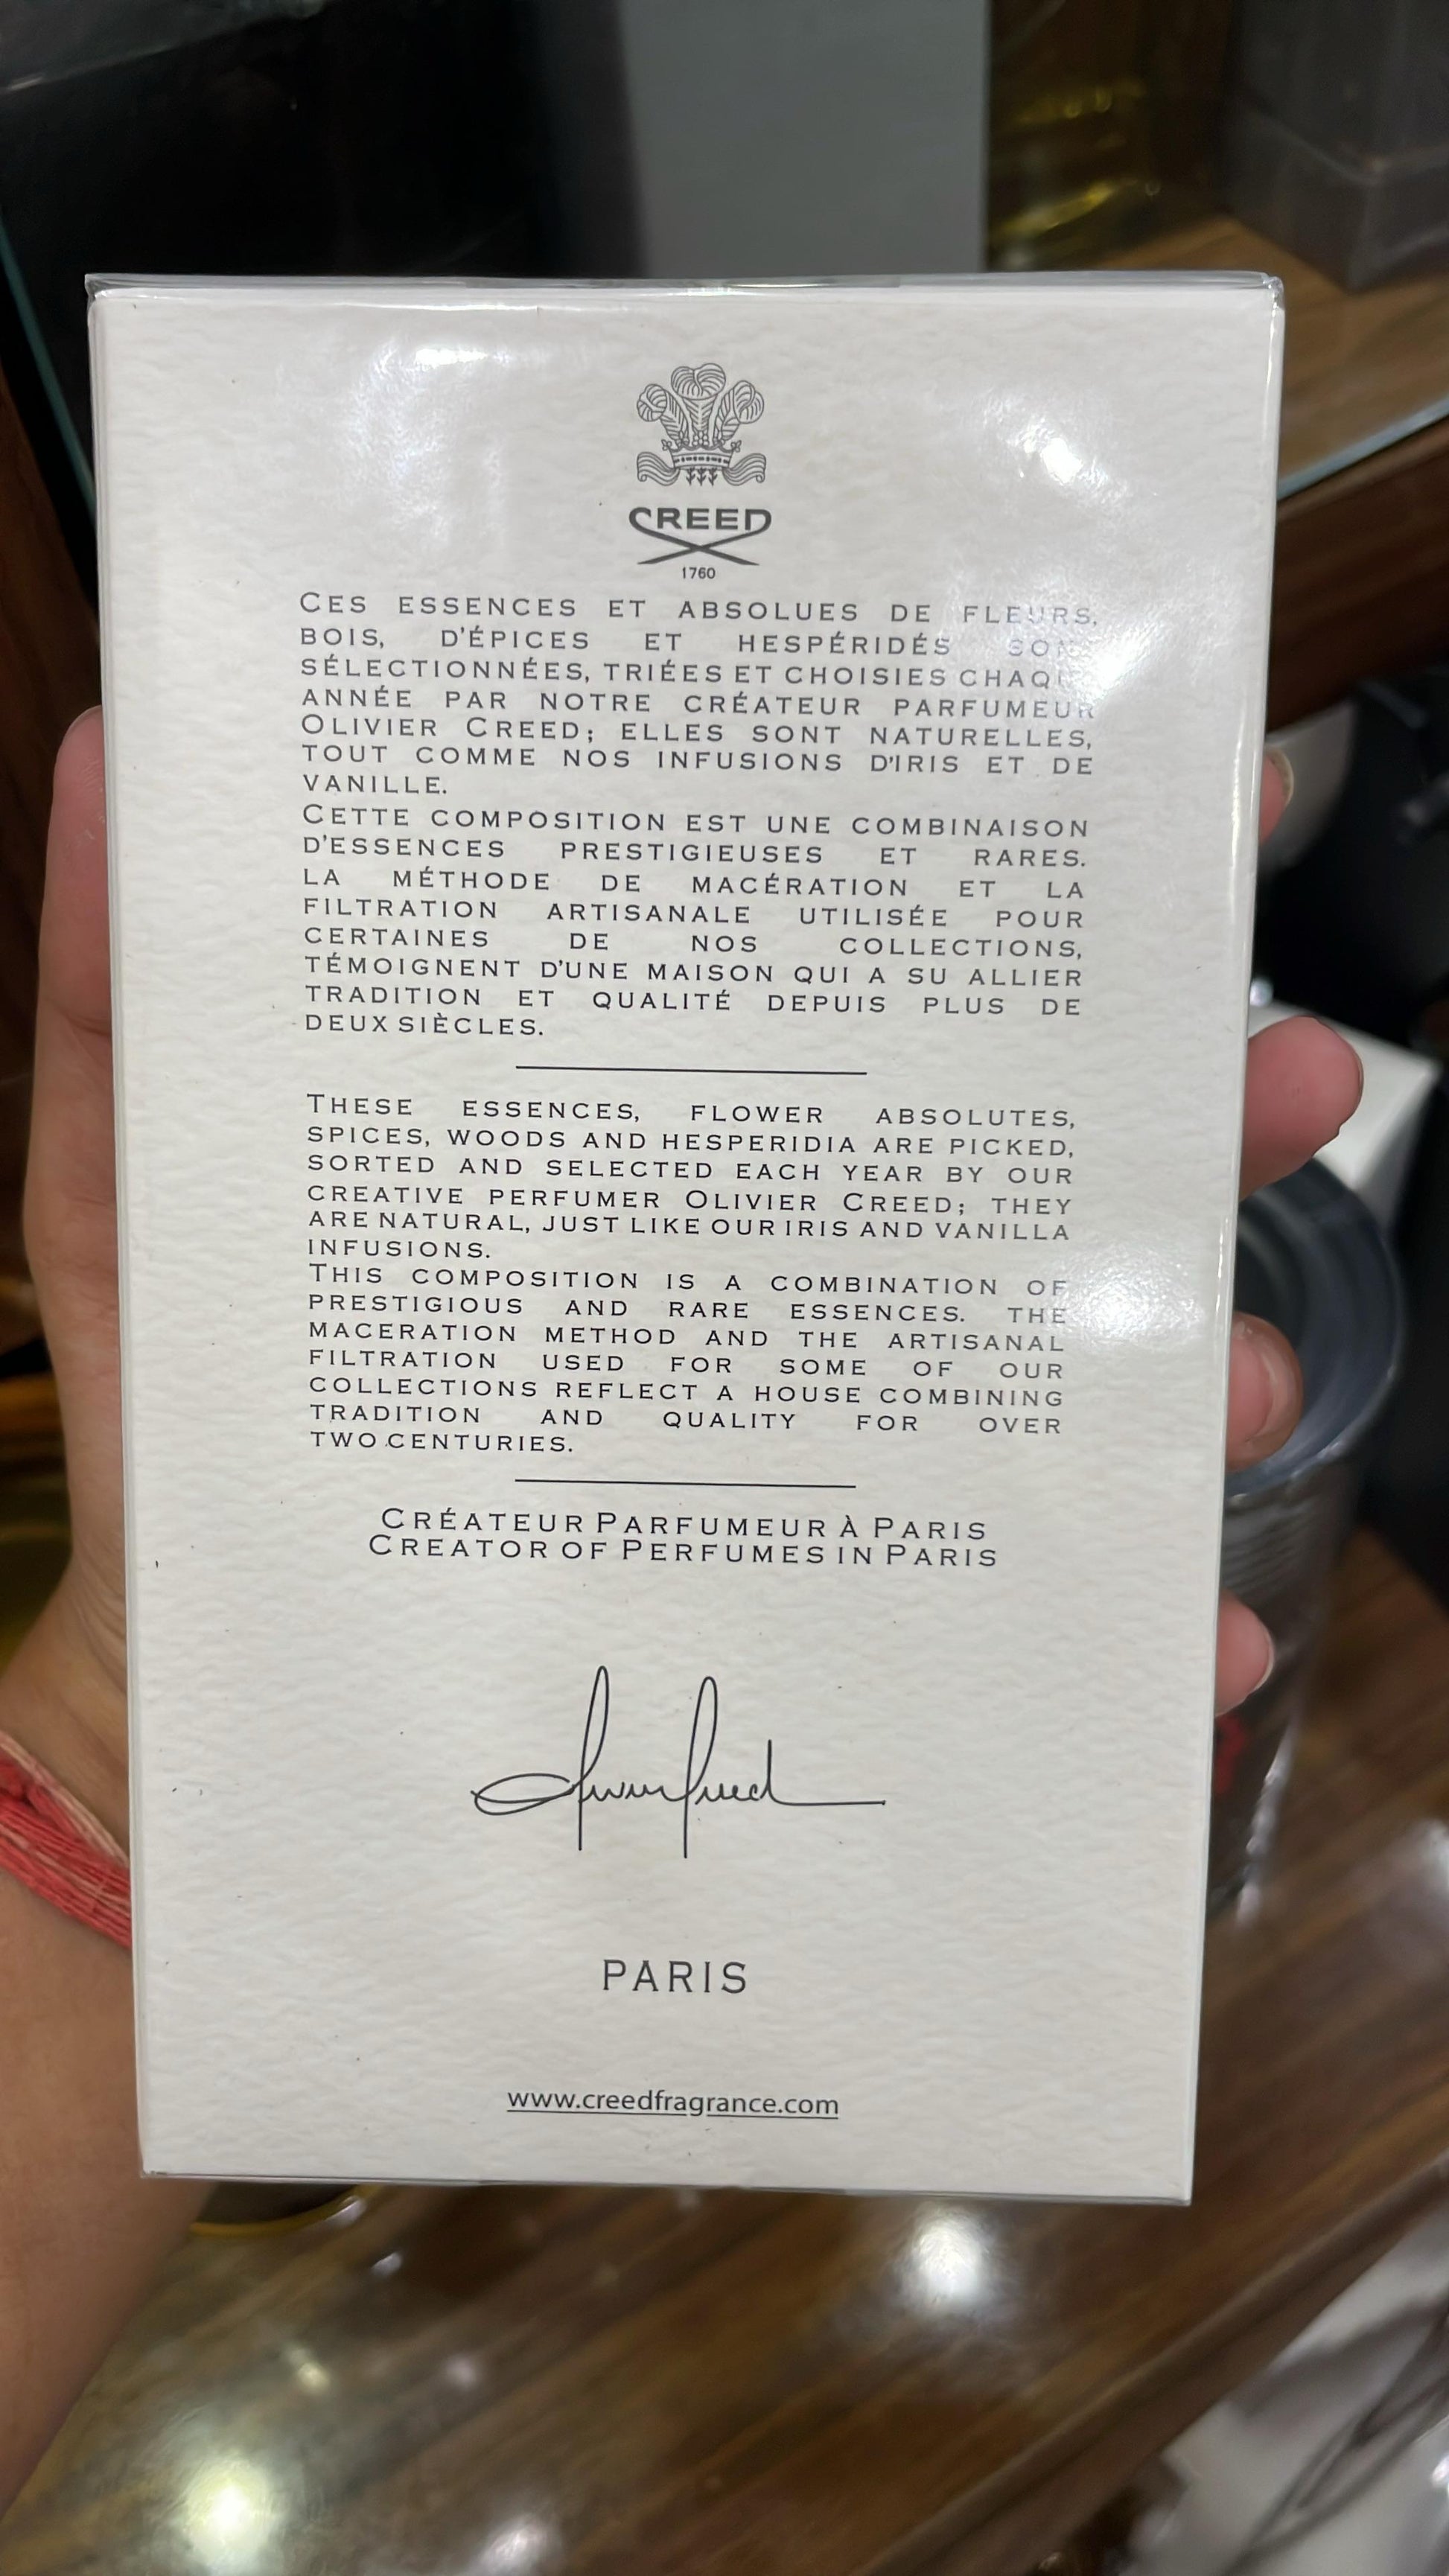 CREED
1760
CES ESSENCES ET ABSOLUES DE FLEURS,
BOIS, D'ÉPICES ET HESPÉRIDÉS SONT
SÉLECTIONNÉES, TRIÉES ET CHOISIES CHAQUE
ANNÉE PAR NOTRE CRÉATEUR PARFUMEUR
OLIVIER CREED; ELLES SONT NATURELLES,
TOUT COMME NOS INFUSIONS D'IRIS ET DE
VANILLE.
CETTE COMPOSITION EST UNE COMBINAISON
D'ESSENCES PRESTIGIEUSES ET RARES.
LA MÉTHODE DE MACÉRATION ET LA
FILTRATION ARTISANALE UTILISÉE POUR
CERTAINES DE NOS COLLECTIONS,
TÉMOIGNENT D'UNE MAISON QUI A SU ALLIER
TRADITION ET QUALITÉ DEPUIS PLUS DE
DEUX SIÈCLES.
THESE ESSENCES, FLOWER ABSOLUTES,
SPICES, WOODS AND HESPERIDIA ARE PICKED,
SORTED AND SELECTED EACH YEAR BY OUR
CREATIVE PERFUMER OLIVIER CREED; THEY
ARE NATURAL, JUST LIKE OUR IRIS AND VANILLA
INFUSIONS.
THIS COMPOSITION IS A COMBINATION OF
PRESTIGIOUS AND RARE ESSENCES. THE
MACERATION METHOD AND THE ARTISANAL
FILTRATION USED FOR SOME OF OUR
COLLECTIONS REFLECT A HOUSE COMBINING
TRADITION AND QUALITY FOR OVER
TWO CENTURIES.
CRÉATEUR PARFUMEUR À PARIS
CREATOR OF PERFUMES IN PARIS
Olivier Creed
PARIS
www.creedfragrance.com